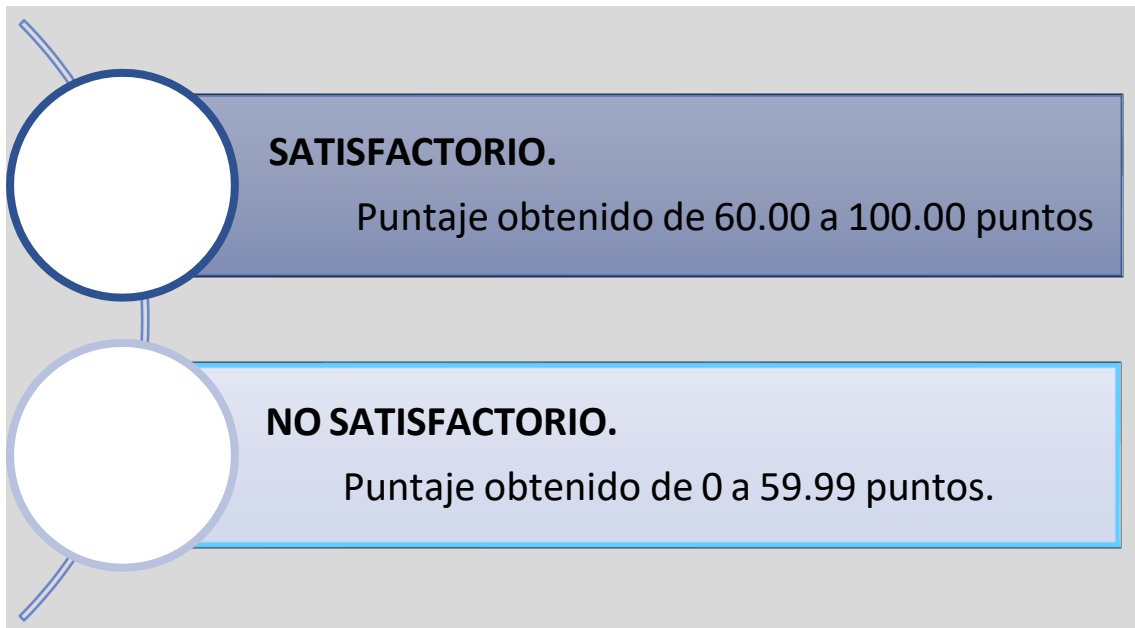 SATISFACTORIO.
Puntaje obtenido de 60.00 a 100.00 puntos
NO SATISFACTORIO.
Puntaje obtenido de 0 a 59.99 puntos.